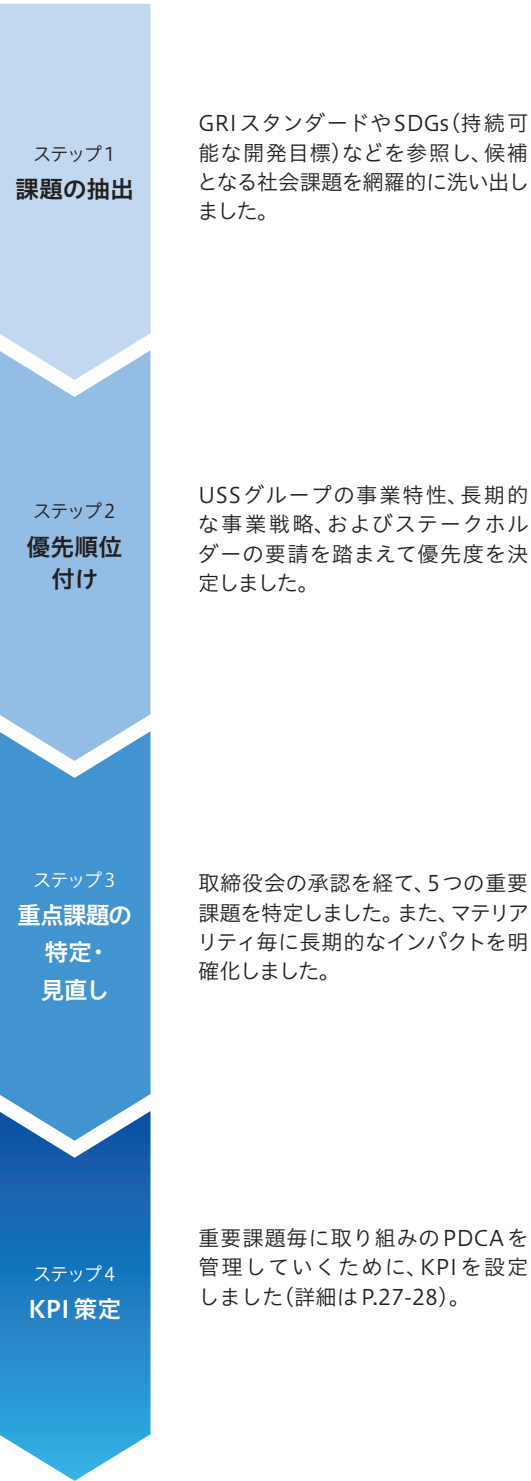 ステップ1
課題の抽出
GRIスタンダードやSDGs（持続可
能な開発目標）などを参照し、候補
となる社会課題を網羅的に洗い出し
ました。
ステップ2
優先順位
付け
USSグループの事業特性、長期的
な事業戦略、およびステークホル
ダーの要請を踏まえて優先度を決
定しました。
ステップ3
重点課題の
特定・
見直し
取締役会の承認を経て、5つの重要
課題を特定しました。また、マテリア
リティ毎に長期的なインパクトを明
確化しました。
ステップ4
KPI策定
重要課題毎に取り組みのPDCAを
管理していくために、KPIを設定
しました（詳細はP.27-28）。